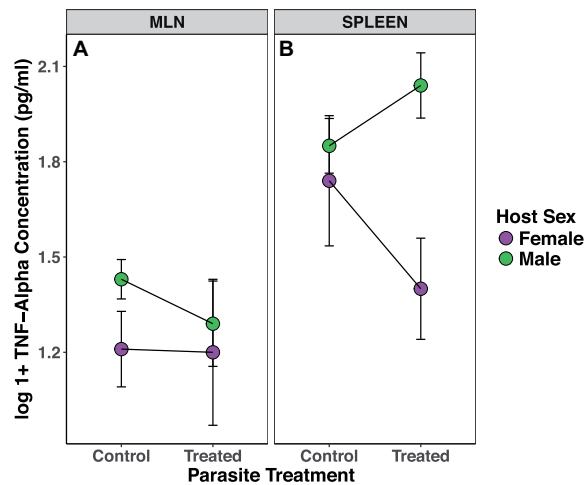 MLN
SPLEEN
A
B
log 1+ TNF−Alpha Concentration (pg/ml)
2.1
1.8
1.5
1.2
Control
Treated
Control
Treated
Parasite Treatment
Host Sex
Female
Male